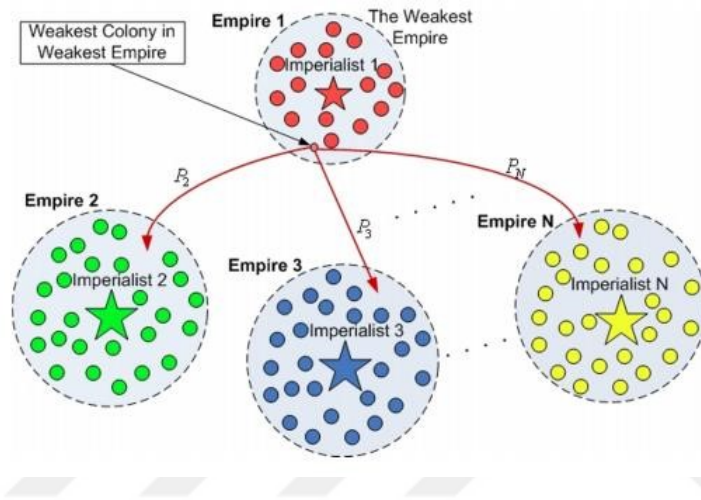 Empire 1
The Weakest
Empire
Weakest Colony in
Weakest Empire
Imperialist 1
P2
P3
PN
Empire 2
Imperialist 2
Empire 3
Imperialist 3
Empire N
Imperialist N